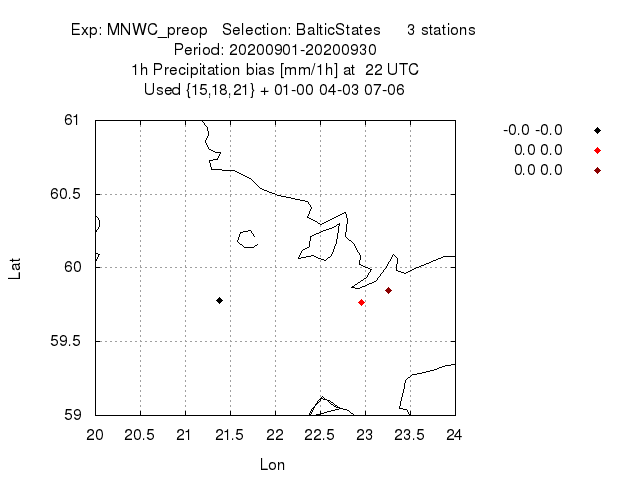 Exp: MNWC_preop Selection: BalticStates 3 stations
Period: 20200901-20200930
1h Precipitation bias [mm/1h] at 22 UTC
Used {15,18,21} + 01-00 04-03 07-06
-0.0 -0.0
0.0 0.0
0.0 0.0
61
60.5
60
59.5
59
Lat
20 20.5 21 21.5 22 22.5 23 23.5 24
Lon